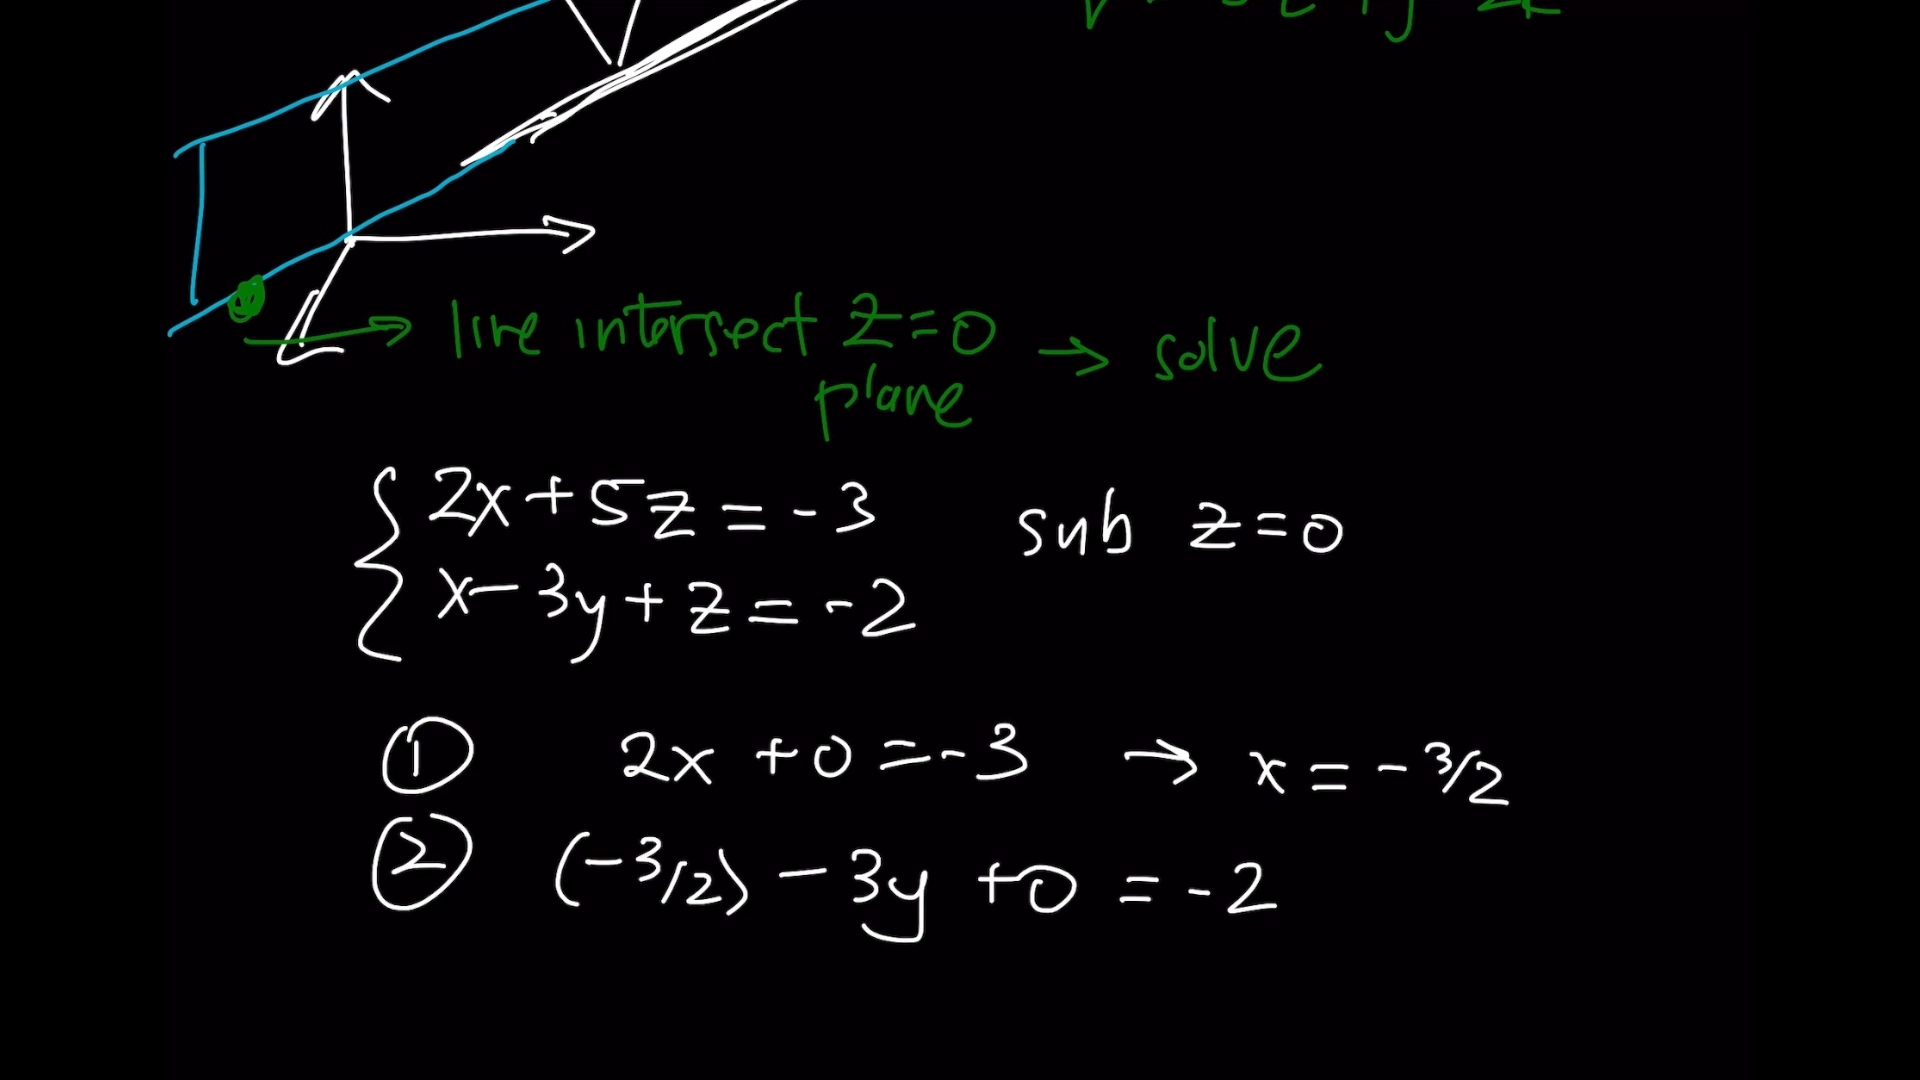 line intersect z=0 → solve
plane
2x+5z=-3 sub z=0
x-3y+z=-2
① 2x+0=-3 → x=-3/2
② (-3/2)-3y+0=-2